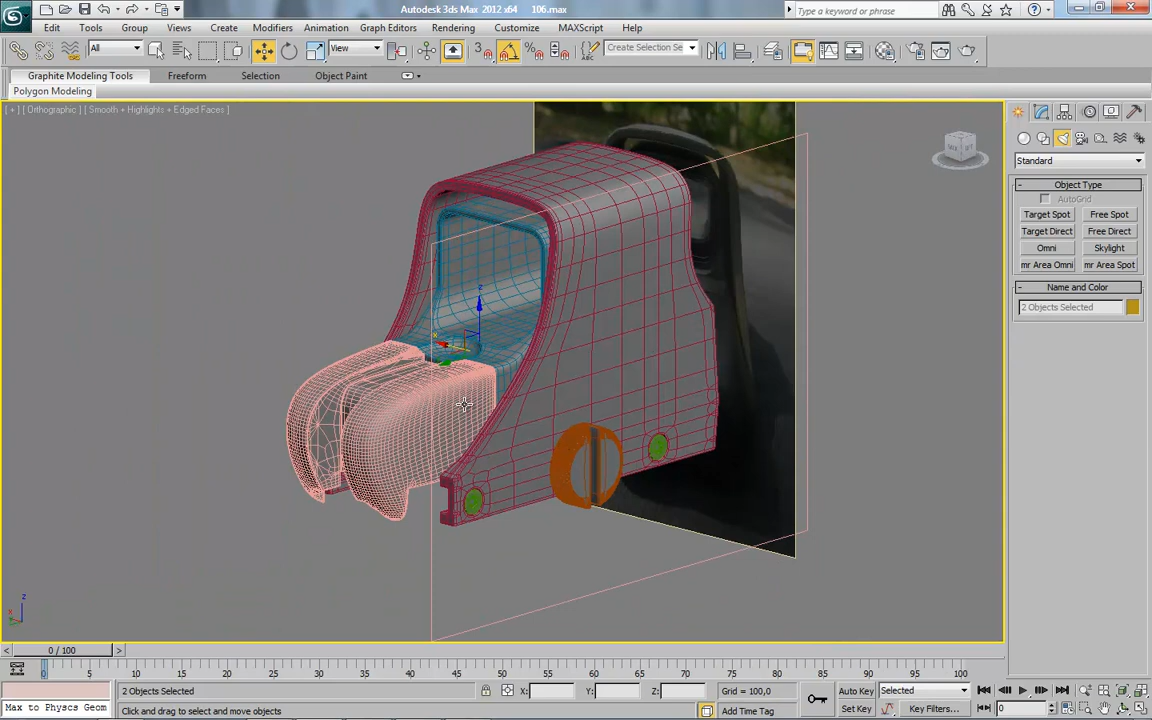 Autodesk 3ds Max 2012 x64    106.max
Type a keyword or phrase
Edit Tools Group Views Create Modifiers Animation Graph Editors Rendering Customize MAXScript Help
All View 3 Create Selection Se
Graphite Modeling Tools Freeform Selection Object Paint
Polygon Modeling
[ + ] [ Orthographic ] [ Smooth + Highlights + Edged Faces ]
Standard
- Object Type
AutoGrid
Target Spot Free Spot
Target Direct Free Direct
Omni Skylight
mr Area Omni mr Area Spot
- Name and Color
2 Objects Selected
z
x
z
x
< 0 / 100 >
0 5 10 15 20 25 30 35 40 45 50 55 60 65 70 75 80 85 90 95 100
2 Objects Selected X: Y: Z: Grid = 100,0 Auto Key Selected
Max to Physcs Geom Click and drag to select and move objects Add Time Tag Set Key Key Filters... 0